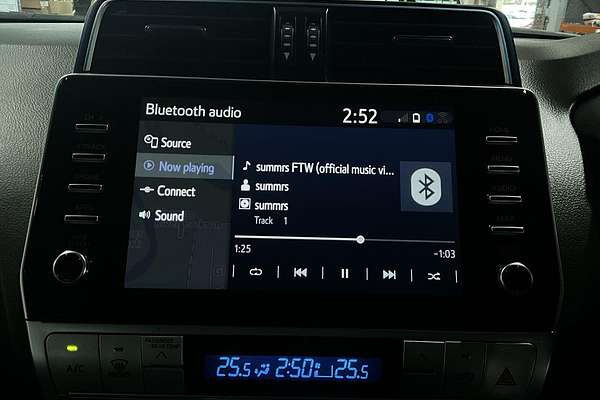 Bluetooth audio 2:52
Source
Now playing
Connect
Sound
summrs FTW (official music vi...
summrs
summrs
Track 1
1:25 -1:03
A/C
25.5 2:50 25.5